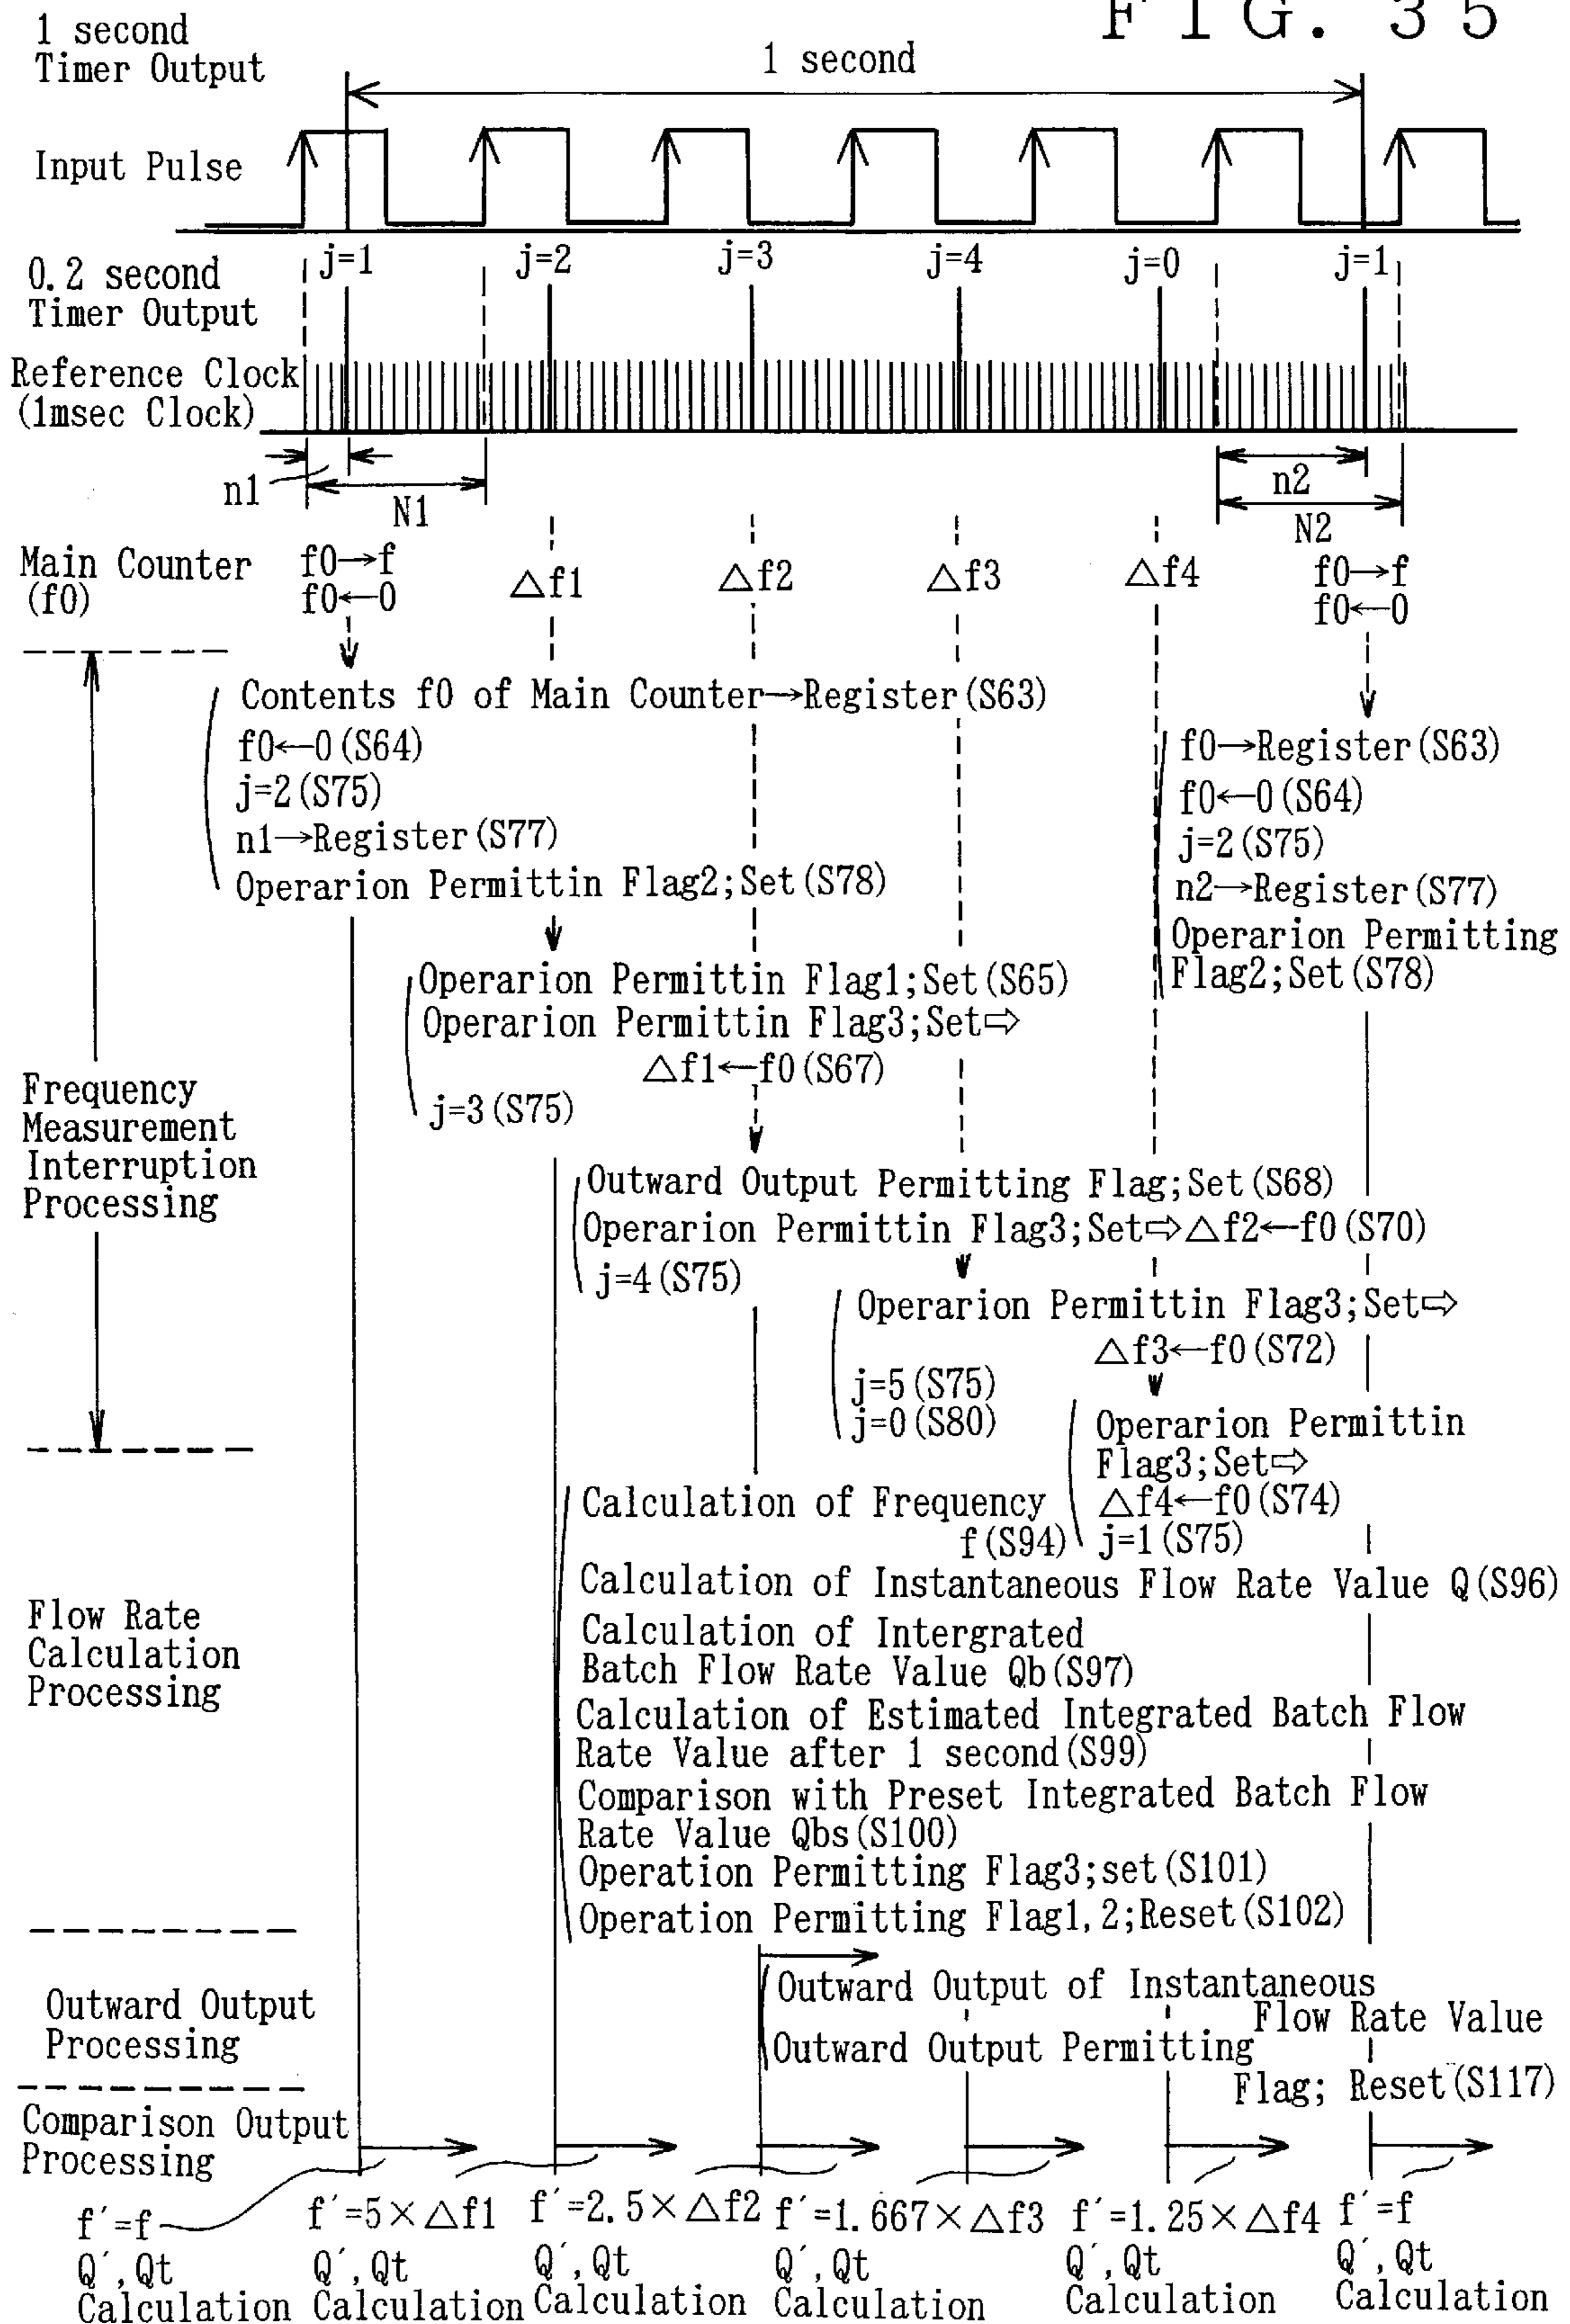 FIG. 35
1 second
Timer Output
1 second
Input Pulse
0.2 second
Timer Output
j=1
j=2
j=3
j=4
j=0
j=1
Reference Clock
(1msec Clock)
n1
N1
n2
N2
Main Counter
(f0)
f0→f
f0←0
△f1
△f2
△f3
△f4
f0→f
f0←0
Contents f0 of Main Counter→Register(S63)
f0←0(S64)
j=2(S75)
n1→Register(S77)
Operarion Permittin Flag2;Set(S78)
f0→Register(S63)
f0←0(S64)
j=2(S75)
n2→Register(S77)
Operarion Permitting
Flag2;Set(S78)
Operarion Permittin Flag1;Set(S65)
Operarion Permittin Flag3;Set⇨
△f1←f0(S67)
j=3(S75)
Frequency
Measurement
Interruption
Processing
Outward Output Permitting Flag;Set(S68)
Operarion Permittin Flag3;Set⇨△f2←f0(S70)
j=4(S75)
Operarion Permittin Flag3;Set⇨
△f3←f0(S72)
j=5(S75)
j=0(S80)
Operarion Permittin
Flag3;Set⇨
△f4←f0(S74)
j=1(S75)
Flow Rate
Calculation
Processing
Calculation of Frequency
f(S94)
Calculation of Instantaneous Flow Rate Value Q(S96)
Calculation of Intergrated
Batch Flow Rate Value Qb(S97)
Calculation of Estimated Integrated Batch Flow
Rate Value after 1 second(S99)
Comparison with Preset Integrated Batch Flow
Rate Value Qbs(S100)
Operation Permitting Flag3;set(S101)
Operation Permitting Flag1,2;Reset(S102)
Outward Output
Processing
Outward Output of Instantaneous
Flow Rate Value
Outward Output Permitting
Flag; Reset(S117)
Comparison Output
Processing
f´=f
Q´,Qt
Calculation
f´=5×△f1
Q´,Qt
Calculation
f´=2.5×△f2
Q´,Qt
Calculation
f´=1.667×△f3
Q´,Qt
Calculation
f´=1.25×△f4
Q´,Qt
Calculation
f´=f
Q´,Qt
Calculation